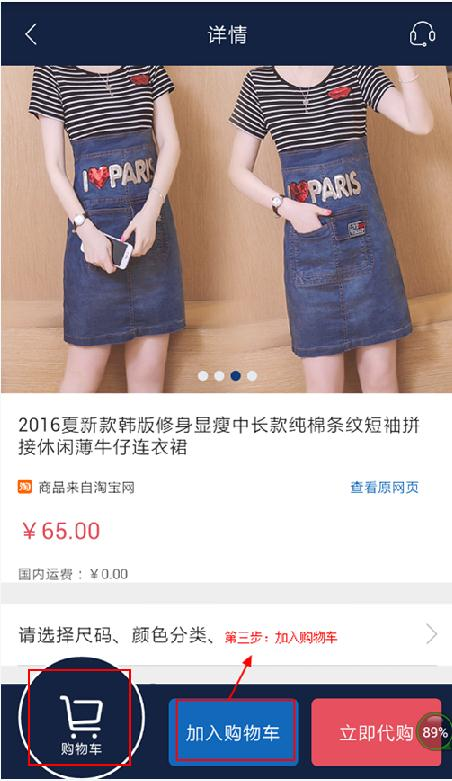 详情
I PARIS
I PARIS
2016夏新款韩版修身显瘦中长款纯棉条纹短袖拼
接休闲薄牛仔连衣裙
淘 商品来自淘宝网 查看原网页
￥65.00
国内运费：￥0.00
请选择尺码、颜色分类、 第三步：加入购物车
购物车 加入购物车 立即代购 89%